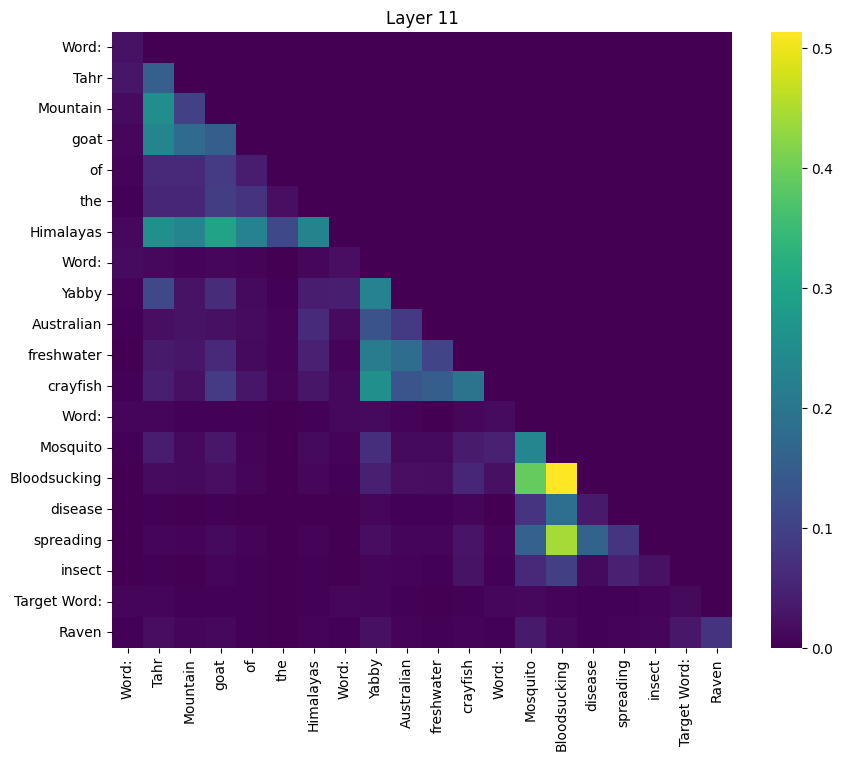 Layer 11
Word:
Tahr
Mountain
goat
of
the
Himalayas
Word:
Yabby
Australian
freshwater
crayfish
Word:
Mosquito
Bloodsucking
disease
spreading
insect
Target Word:
Raven
0.5
0.4
0.3
0.2
0.1
0.0
Word:
Tahr
Mountain
goat
of
the
Himalayas
Word:
Yabby
Australian
freshwater
crayfish
Word:
Mosquito
Bloodsucking
disease
spreading
insect
Target Word:
Raven